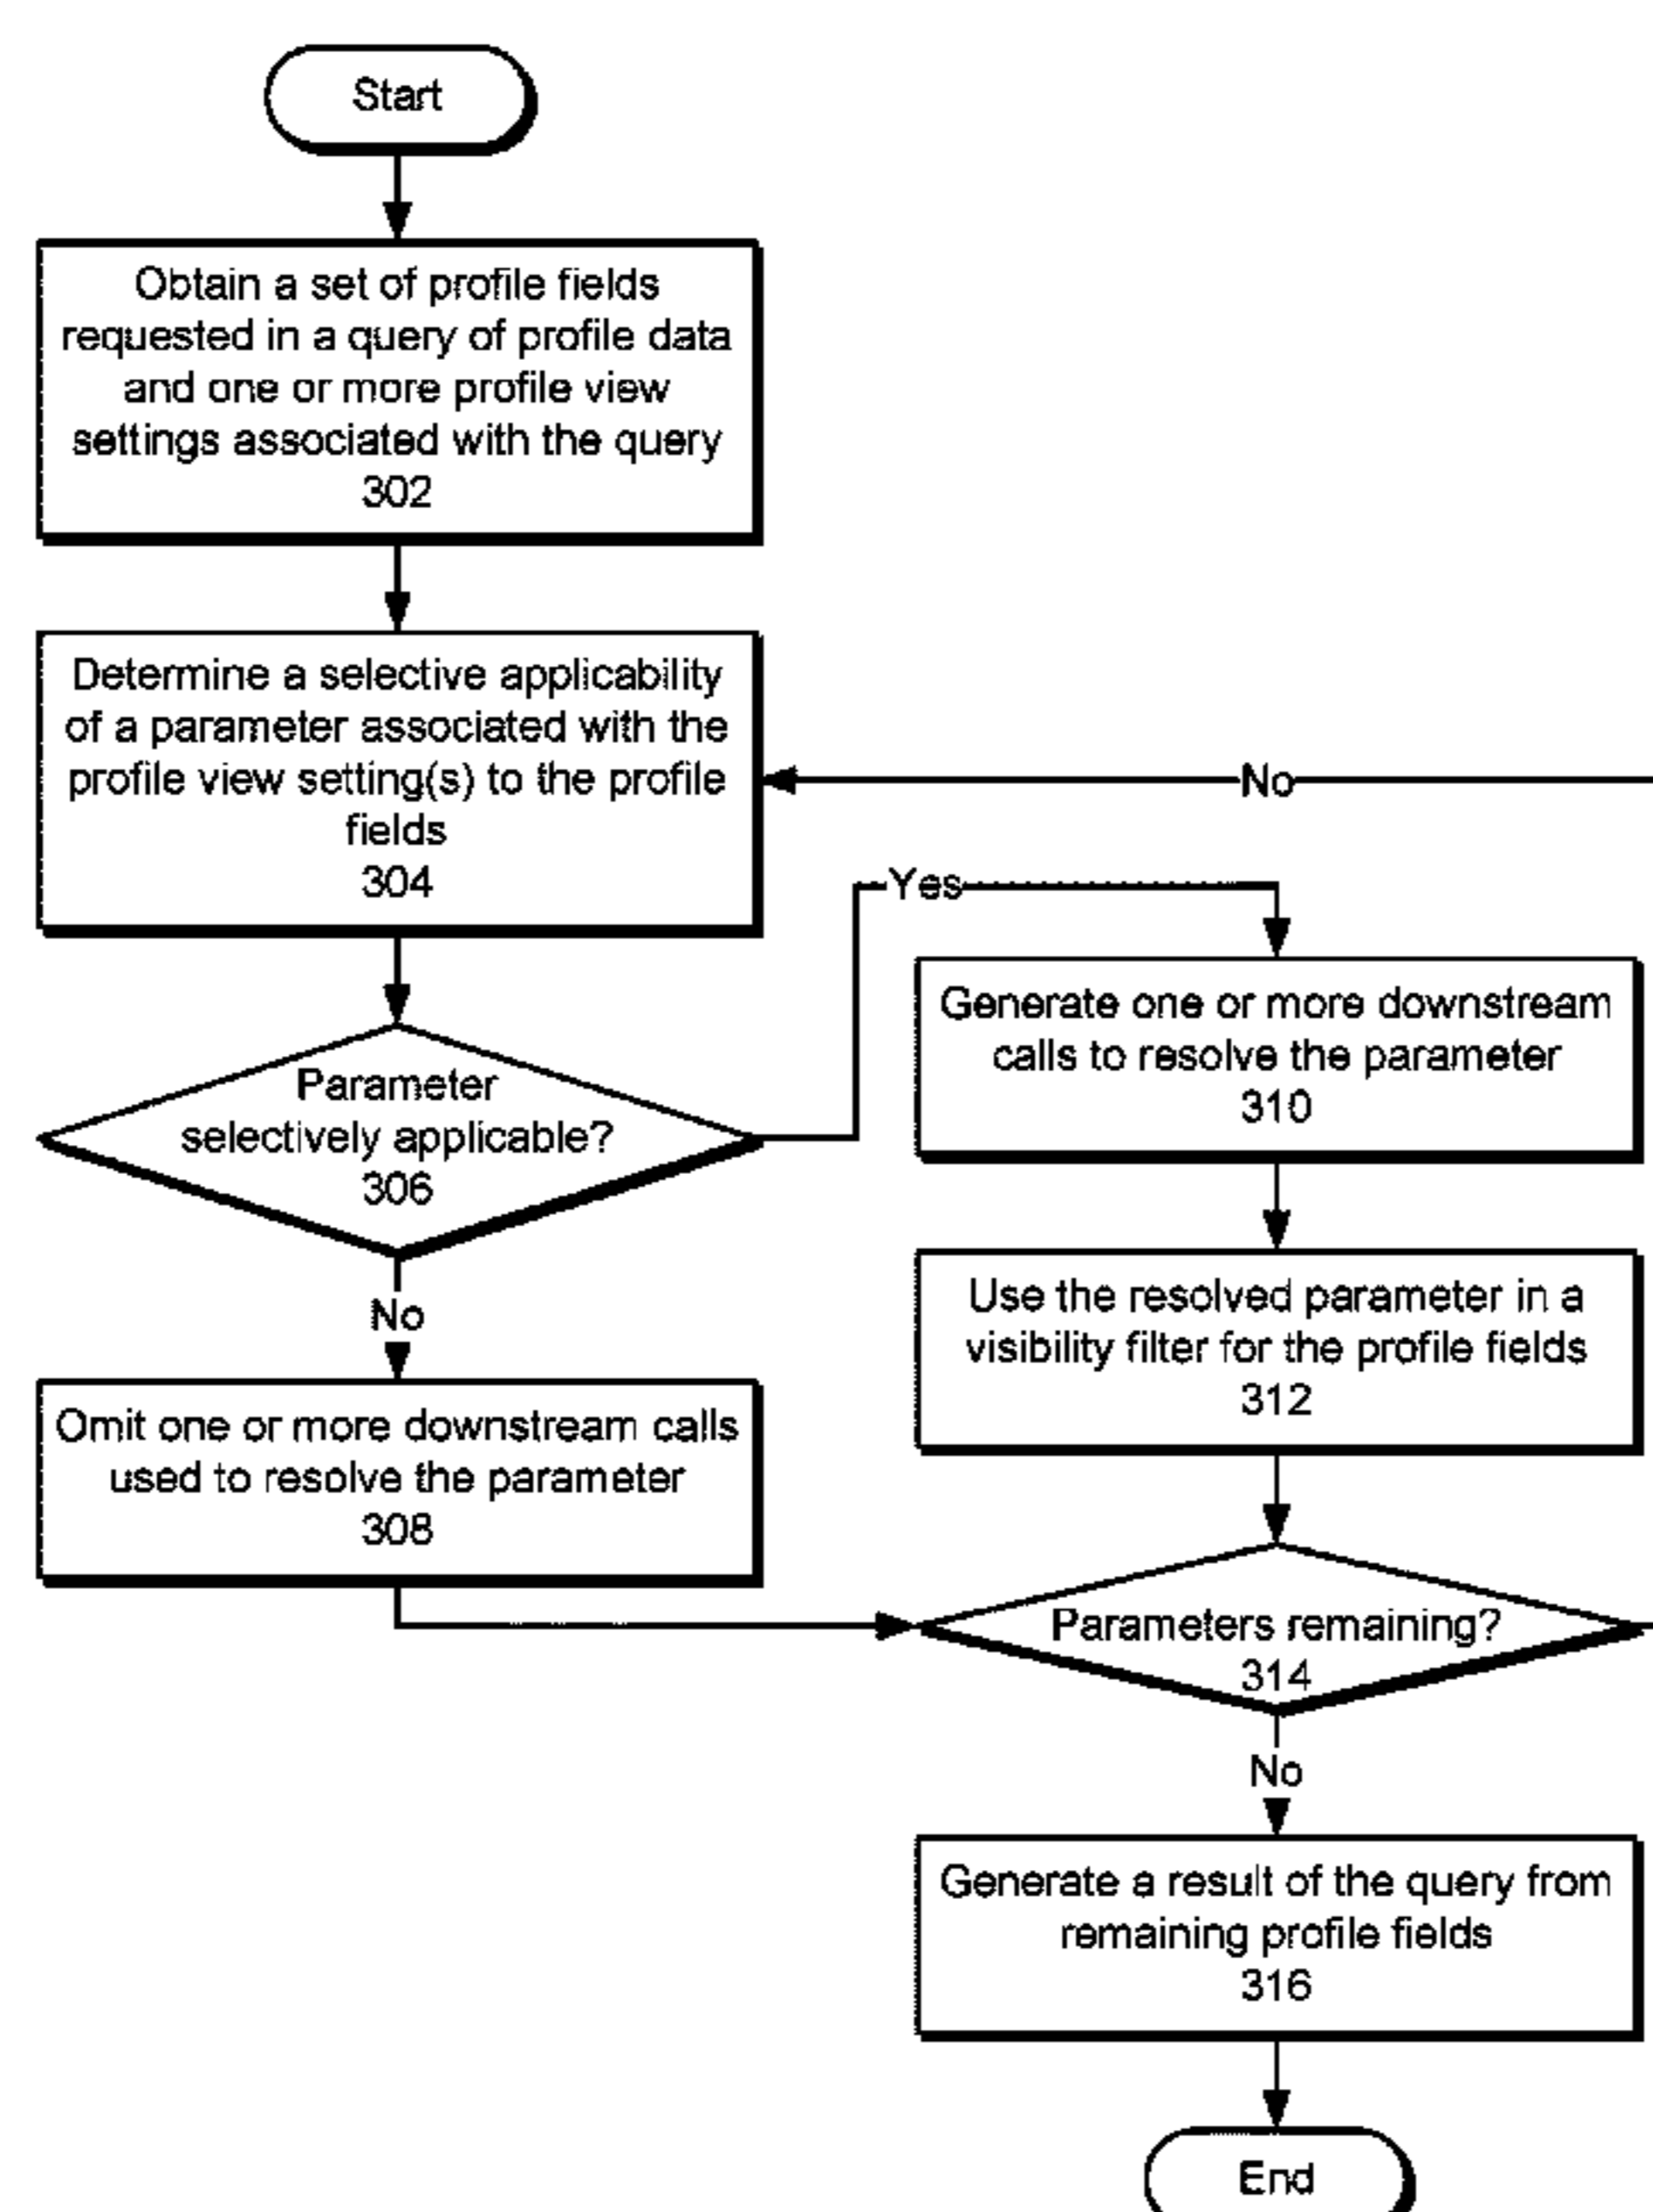 Start
Obtain a set of profile fields
requested in a query of profile data
and one or more profile view
settings associated with the query
302
Determine a selective applicability
of a parameter associated with the
profile view setting(s) to the profile
fields
304
No
Yes
Parameter
selectively applicable?
306
No
Omit one or more downstream calls
used to resolve the parameter
308
Generate one or more downstream
calls to resolve the parameter
310
Use the resolved parameter in a
visibility filter for the profile fields
312
Parameters remaining?
314
No
Generate a result of the query from
remaining profile fields
316
End